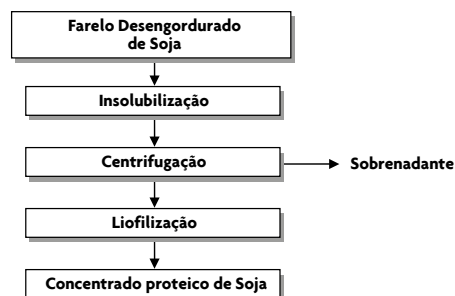 Farelo Desengordurado
de Soja
Insolubilização
Centrifugação
Sobrenadante
Liofilização
Concentrado proteico de Soja